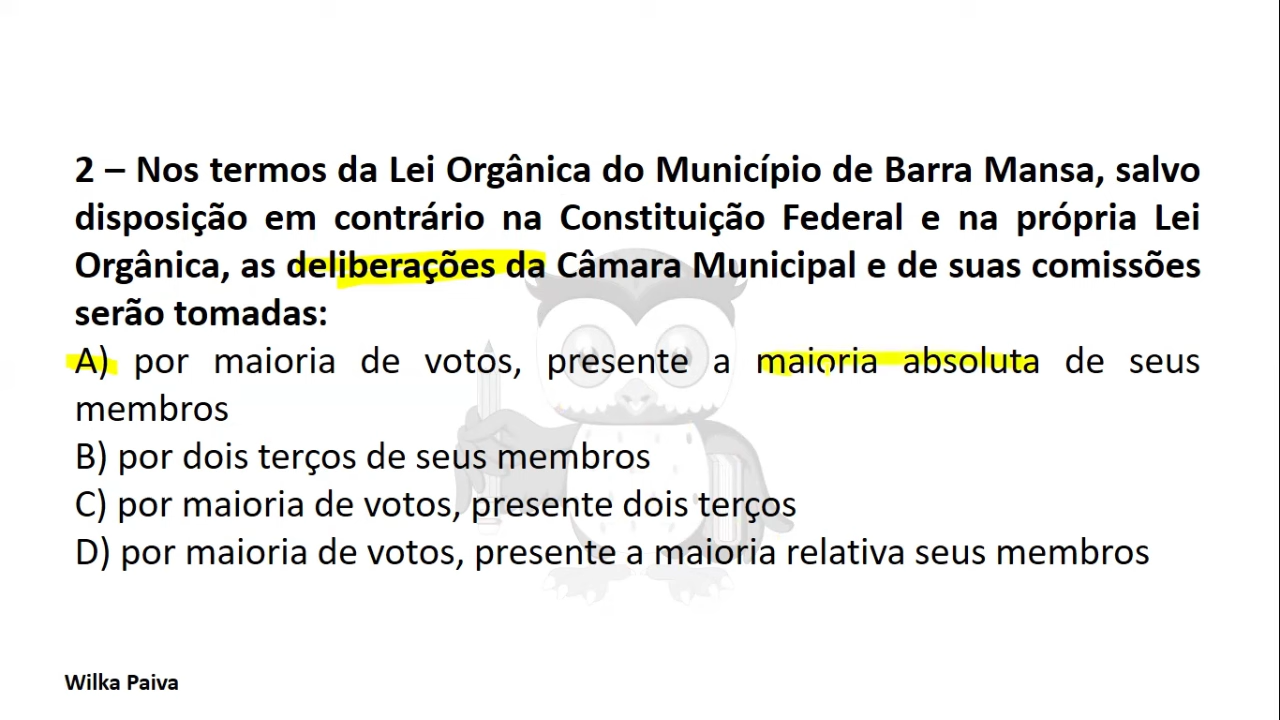 2 – Nos termos da Lei Orgânica do Município de Barra Mansa, salvo
disposição em contrário na Constituição Federal e na própria Lei
Orgânica, as deliberações da Câmara Municipal e de suas comissões
serão tomadas:
A) por maioria de votos, presente a maioria absoluta de seus
membros
B) por dois terços de seus membros
C) por maioria de votos, presente dois terços
D) por maioria de votos, presente a maioria relativa seus membros
Wilka Paiva